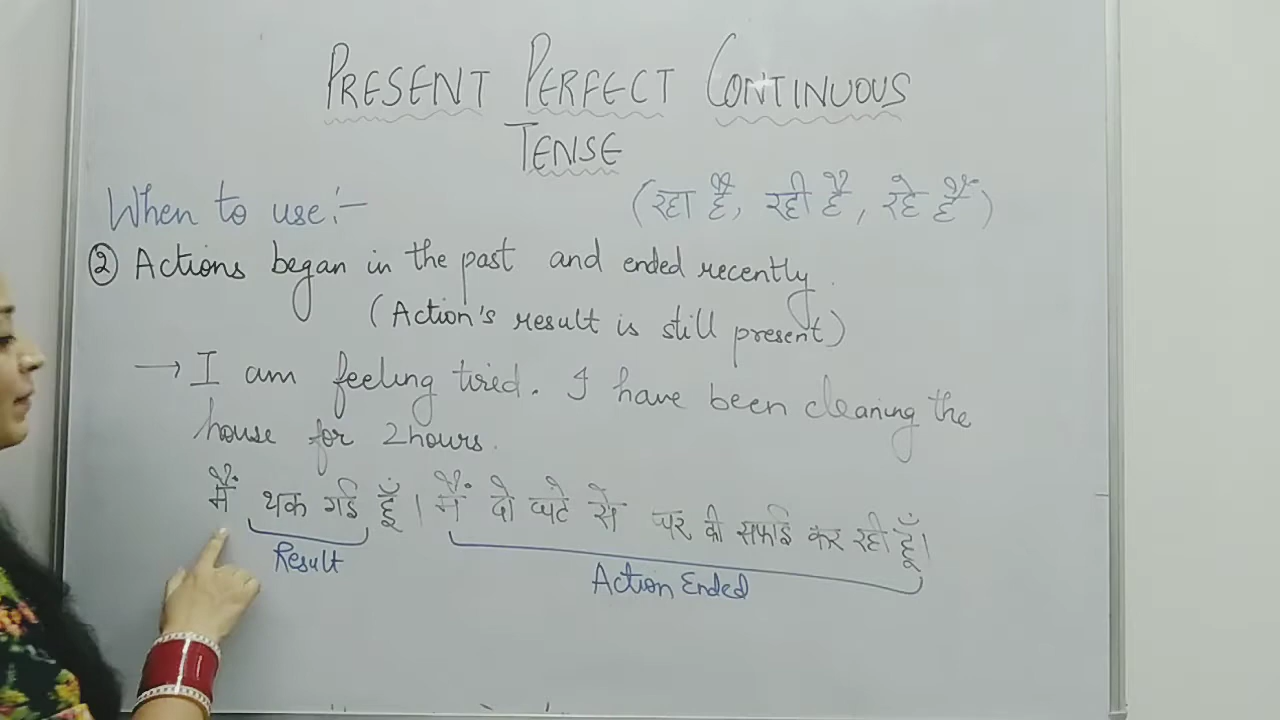 PRESENT PERFECT CONTINUOUS
TENSE
When to use:-
(रहा है, रही है, रहे हैं)
② Actions began in the past and ended recently.
(Action's result is still present)
→ I am feeling tired. I have been cleaning the
house for 2 hours.
मैं थक गई हूँ। मैं दो घंटे से घर की सफाई कर रही हूँ।
Result
Action Ended